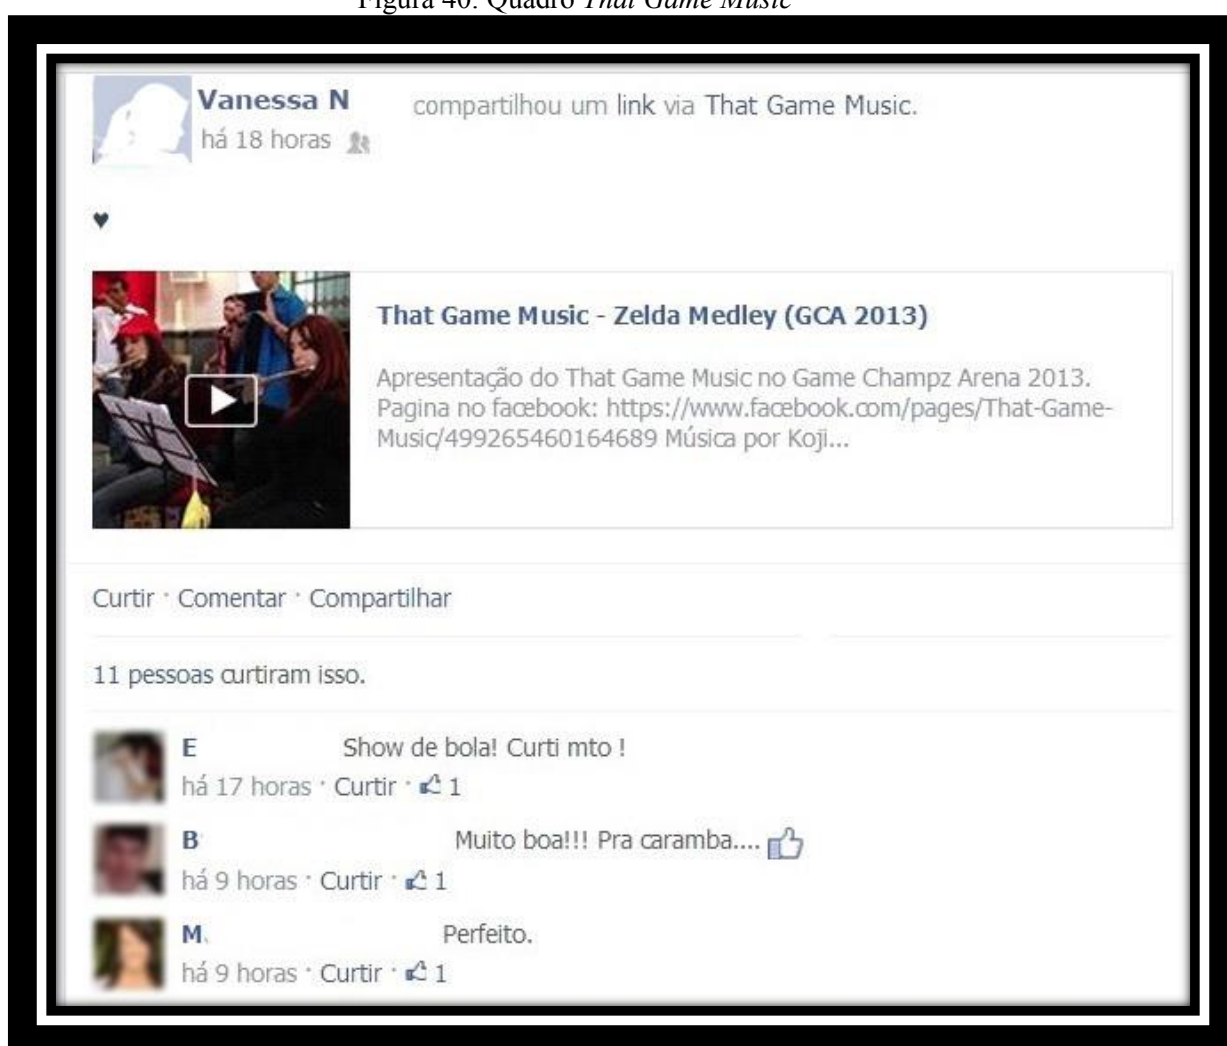 Figura 40: Quadro That Game Music
Vanessa N compartilhou um link via That Game Music.
há 18 horas
♥
That Game Music - Zelda Medley (GCA 2013)
Apresentação do That Game Music no Game Champz Arena 2013.
Pagina no facebook: https://www.facebook.com/pages/That-Game-
Music/499265460164689 Música por Koji...
Curtir · Comentar · Compartilhar
11 pessoas curtiram isso.
E Show de bola! Curti mto !
há 17 horas · Curtir · 1
B Muito boa!!! Pra caramba....
há 9 horas · Curtir · 1
M. Perfeito.
há 9 horas · Curtir · 1